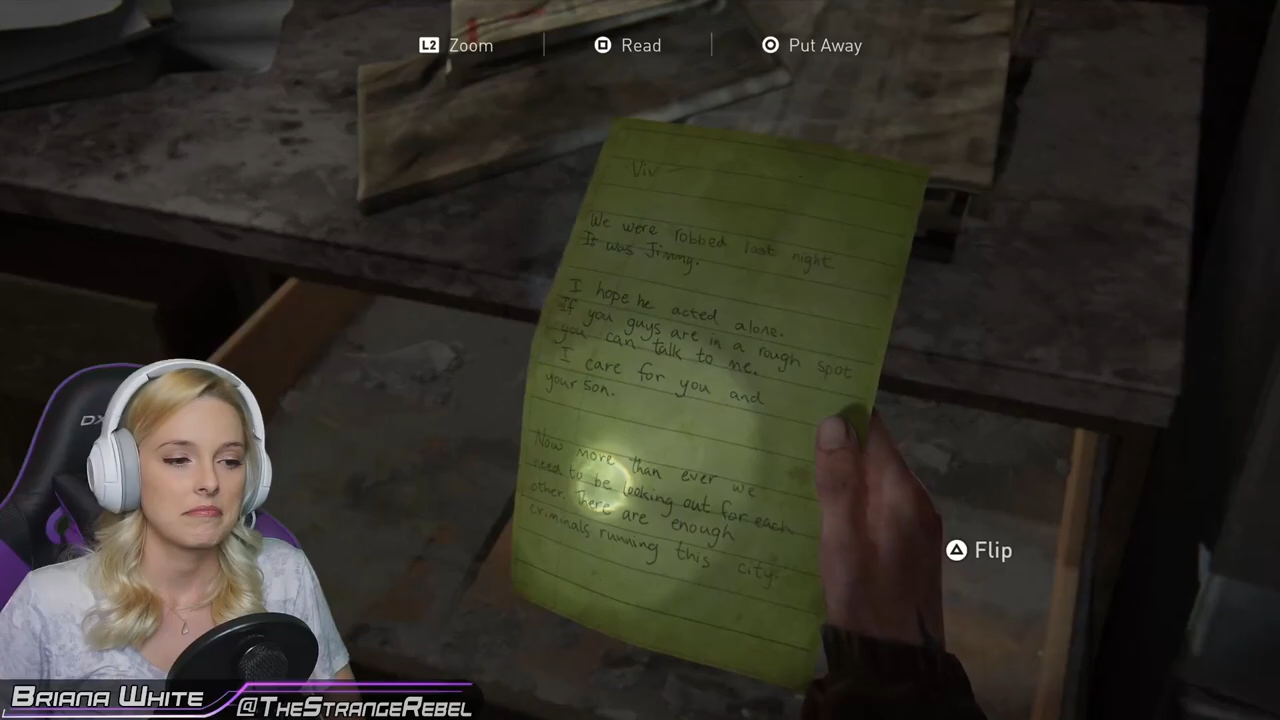 L2 Zoom
Read
Put Away
Viv
We were robbed last night.
It was Jimmy.
I hope he acted alone.
If you guys are in a rough spot
you can talk to me.
I care for you and
your son.
Now more than ever we
need to be looking out for each
other. There are enough
criminals running this city.
Flip
DX
BRIANA WHITE
@THESTRANGEREBEL